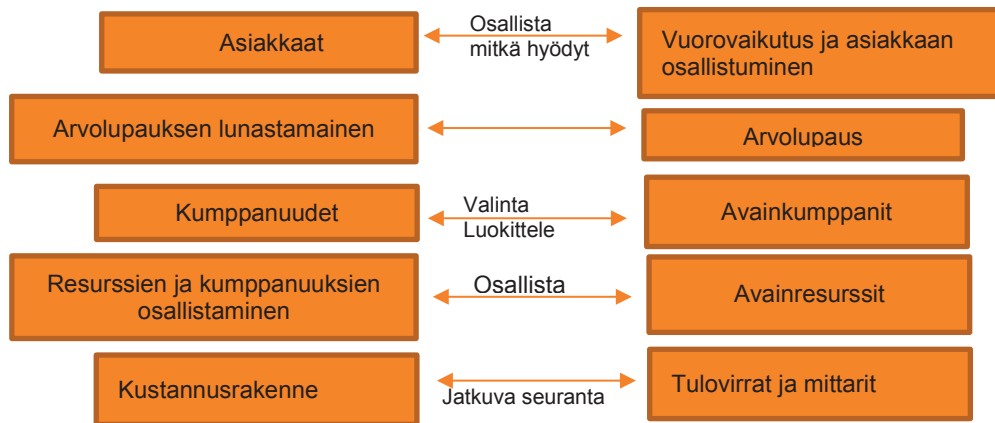 Asiakkaat
Osallista
mitkä hyödyt
Vuorovaikutus ja asiakkaan
osallistuminen
Arvolupauksen lunastamainen
Arvolupaus
Kumppanuudet
Valinta
Luokittele
Avainkumppanit
Resurssien ja kumppanuuksien
osallistaminen
Osallista
Avainresurssit
Kustannusrakenne
Jatkuva seuranta
Tulovirrat ja mittarit